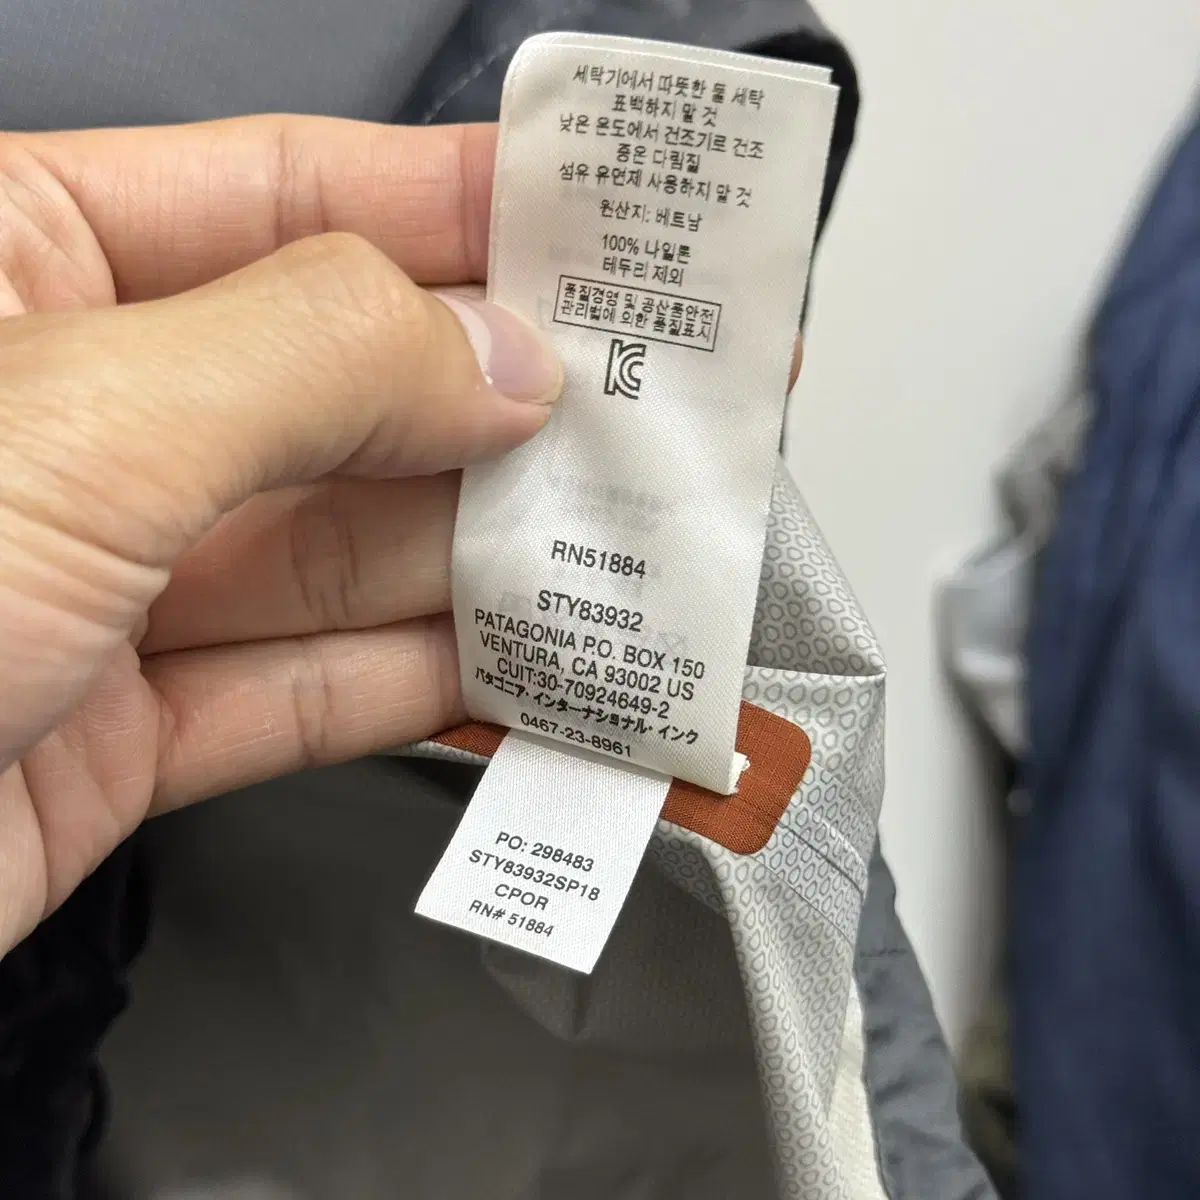 세탁기에서 따뜻한 물 세탁
표백하지 말 것
낮은 온도에서 건조기로 건조
중온 다림질
섬유 유연제 사용하지 말 것
원산지: 베트남
100% 나일론
테두리 제외
품질경영 및 공산품안전
관리법에 의한 품질표시
KC
RN51884
STY83932
PATAGONIA P.O. BOX 150
VENTURA, CA 93002 US
CUIT:30-70924649-2
パタゴニア・インターナショナル・インク
0467-23-8961
PO: 298483
STY83932SP18
CPOR
RN# 51884